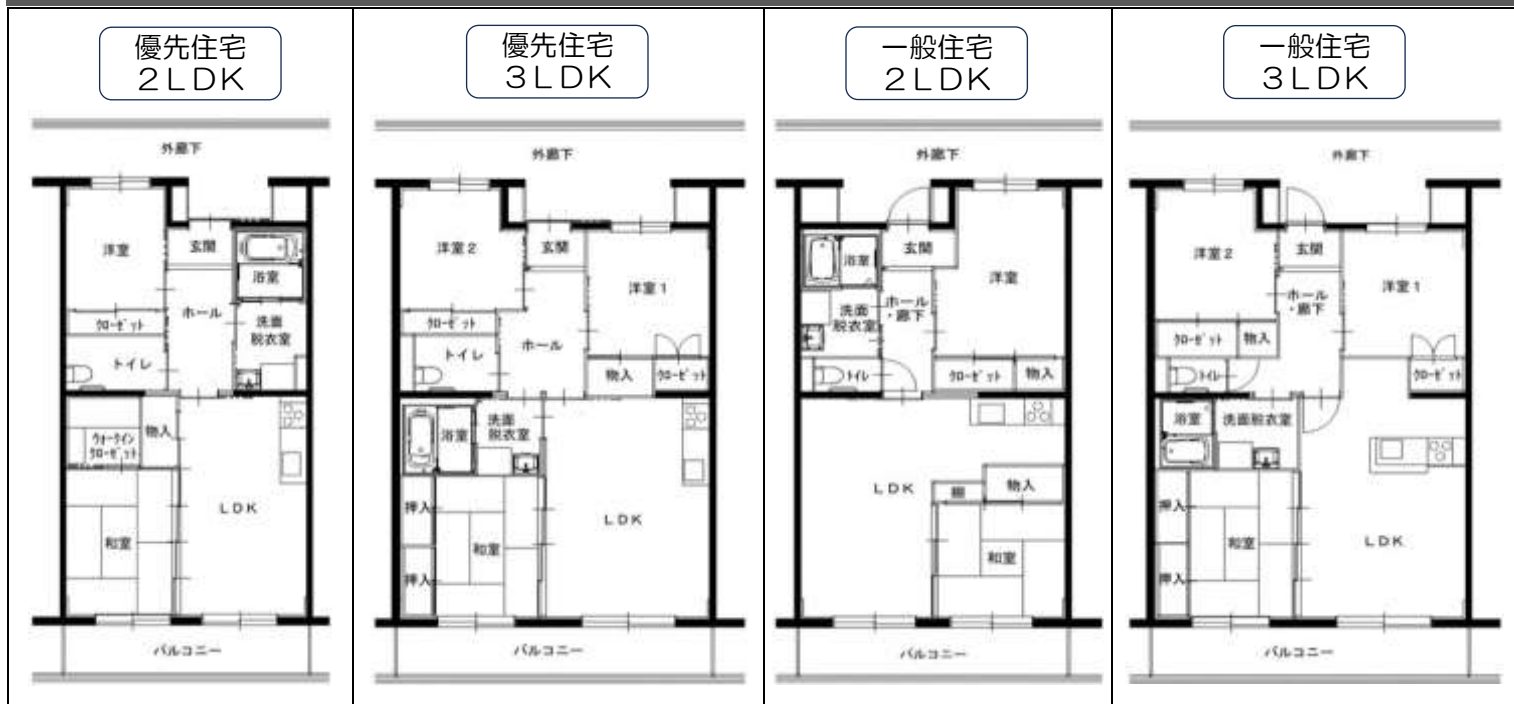 優先住宅
２ＬＤＫ
外廊下
洋室
玄関
浴室
ホール
クローゼット
洗面
脱衣室
トイレ
ウォークイン
クローゼット
物入
ＬＤＫ
和室
バルコニー
優先住宅
３ＬＤＫ
外廊下
洋室２
玄関
洋室１
クローゼット
ホール
トイレ
物入
クローゼット
浴室
洗面
脱衣室
押入
ＬＤＫ
和室
押入
バルコニー
一般住宅
２ＬＤＫ
外廊下
浴室
玄関
洋室
ホール
・廊下
洗面
脱衣室
トイレ
クローゼット
物入
ＬＤＫ
棚
物入
和室
バルコニー
一般住宅
３ＬＤＫ
外廊下
洋室２
玄関
洋室１
ホール
・廊下
クローゼット
物入
トイレ
クローゼット
浴室
洗面脱衣室
押入
和室
ＬＤＫ
押入
バルコニー